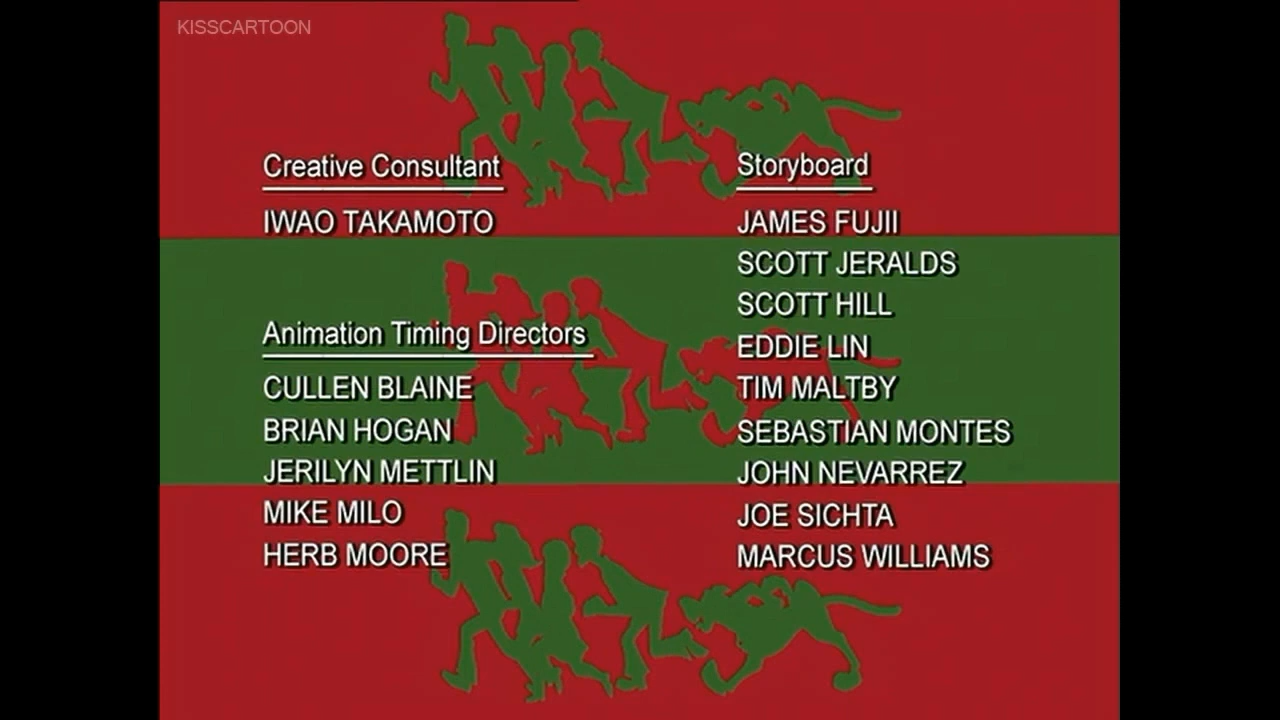 KISSCARTOON
Creative Consultant
IWAO TAKAMOTO
Animation Timing Directors
CULLEN BLAINE
BRIAN HOGAN
JERILYN METTLIN
MIKE MILO
HERB MOORE
Storyboard
JAMES FUJII
SCOTT JERALDS
SCOTT HILL
EDDIE LIN
TIM MALTBY
SEBASTIAN MONTES
JOHN NEVARREZ
JOE SICHTA
MARCUS WILLIAMS